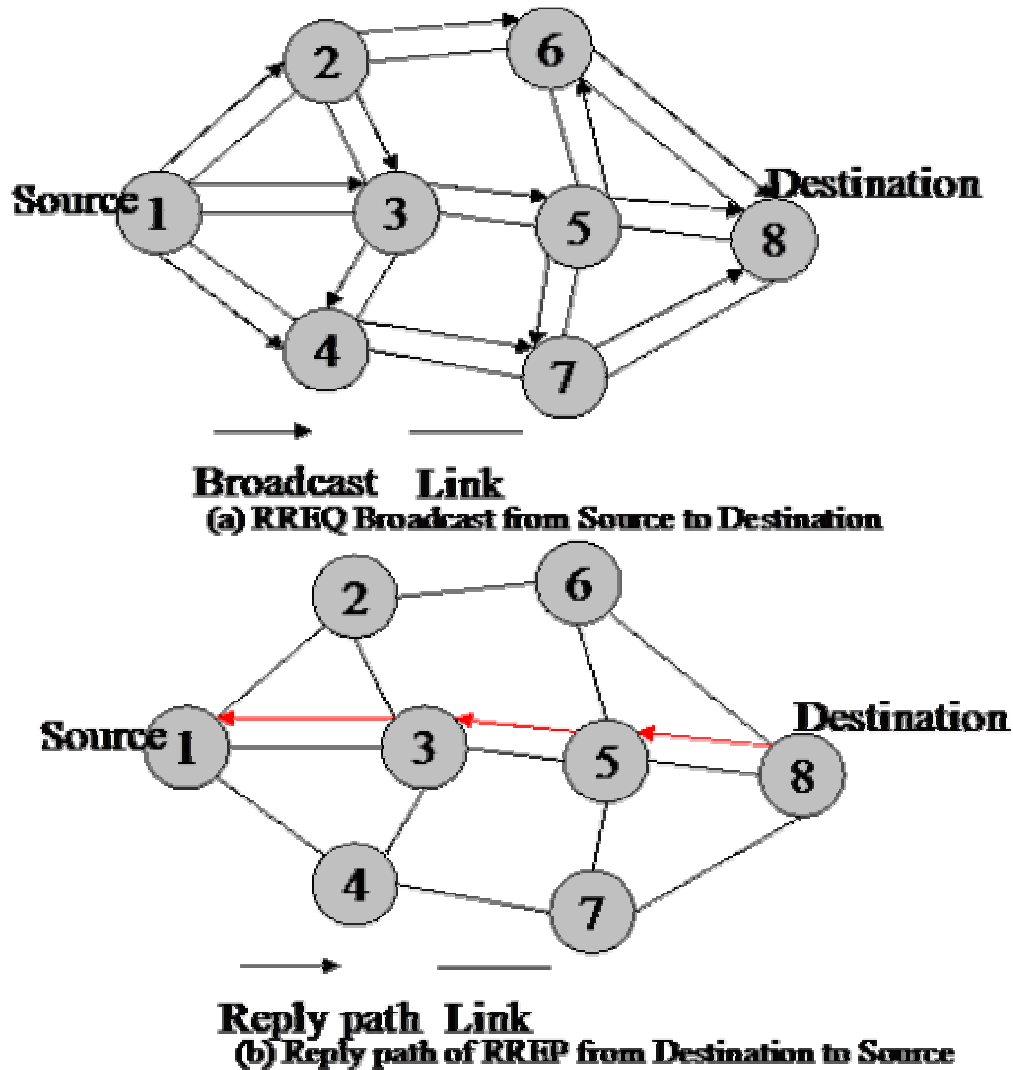 2
6
Source 1
3
5
Destination
8
4
7
Broadcast Link
(a) RREQ Broadcast from Source to Destination
2
6
Source 1
3
5
Destination
8
4
7
Reply path Link
(b) Reply path of RREP from Destination to Source